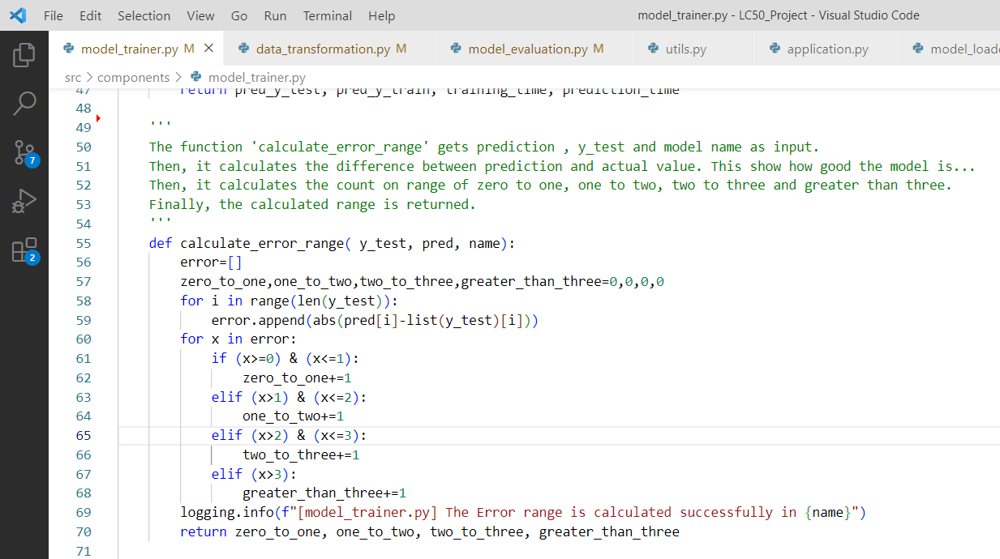 File Edit Selection View Go Run Terminal Help model_trainer.py - LC50_Project - Visual Studio Code
model_trainer.py M data_transformation.py M model_evaluation.py M utils.py application.py model_loade
src > components > model_trainer.py
47 return pred_y_test, pred_y_train, training_time, prediction_time
48
49 '''
50 The function 'calculate_error_range' gets prediction , y_test and model name as input.
51 Then, it calculates the difference between prediction and actual value. This show how good the model is...
52 Then, it calculates the count on range of zero to one, one to two, two to three and greater than three.
53 Finally, the calculated range is returned.
54 '''
55 def calculate_error_range( y_test, pred, name):
56 error=[]
57 zero_to_one,one_to_two,two_to_three,greater_than_three=0,0,0,0
58 for i in range(len(y_test)):
59 error.append(abs(pred[i]-list(y_test)[i]))
60 for x in error:
61 if (x>=0) & (x<=1):
62 zero_to_one+=1
63 elif (x>1) & (x<=2):
64 one_to_two+=1
65 elif (x>2) & (x<=3):
66 two_to_three+=1
67 elif (x>3):
68 greater_than_three+=1
69 logging.info(f"[model_trainer.py] The Error range is calculated successfully in {name}")
70 return zero_to_one, one_to_two, two_to_three, greater_than_three
71
7
2